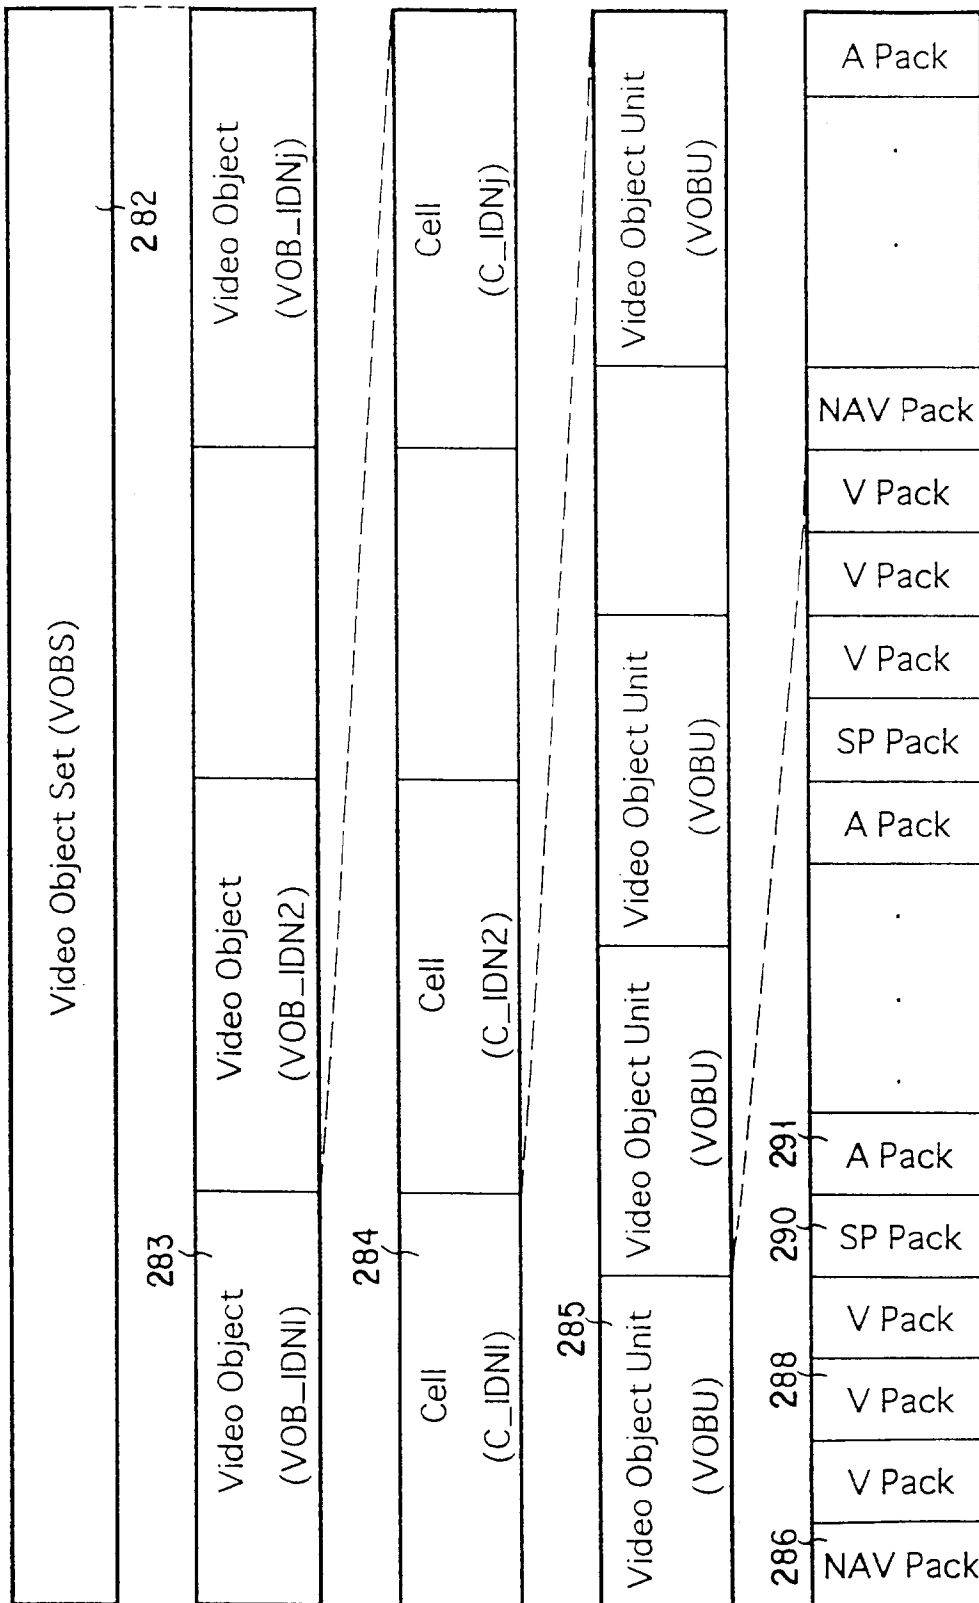 Video Object Set (VOBS)
282
283
Video Object
(VOB_IDN1)
Video Object
(VOB_IDN2)
Video Object
(VOB_IDNj)
284
Cell
(C_IDN1)
Cell
(C_IDN2)
Cell
(C_IDNj)
285
Video Object Unit
(VOBU)
Video Object Unit
(VOBU)
Video Object Unit
(VOBU)
Video Object Unit
(VOBU)
286
288
290
291
NAV Pack
V Pack
V Pack
V Pack
SP Pack
A Pack
A Pack
SP Pack
V Pack
V Pack
V Pack
NAV Pack
A Pack